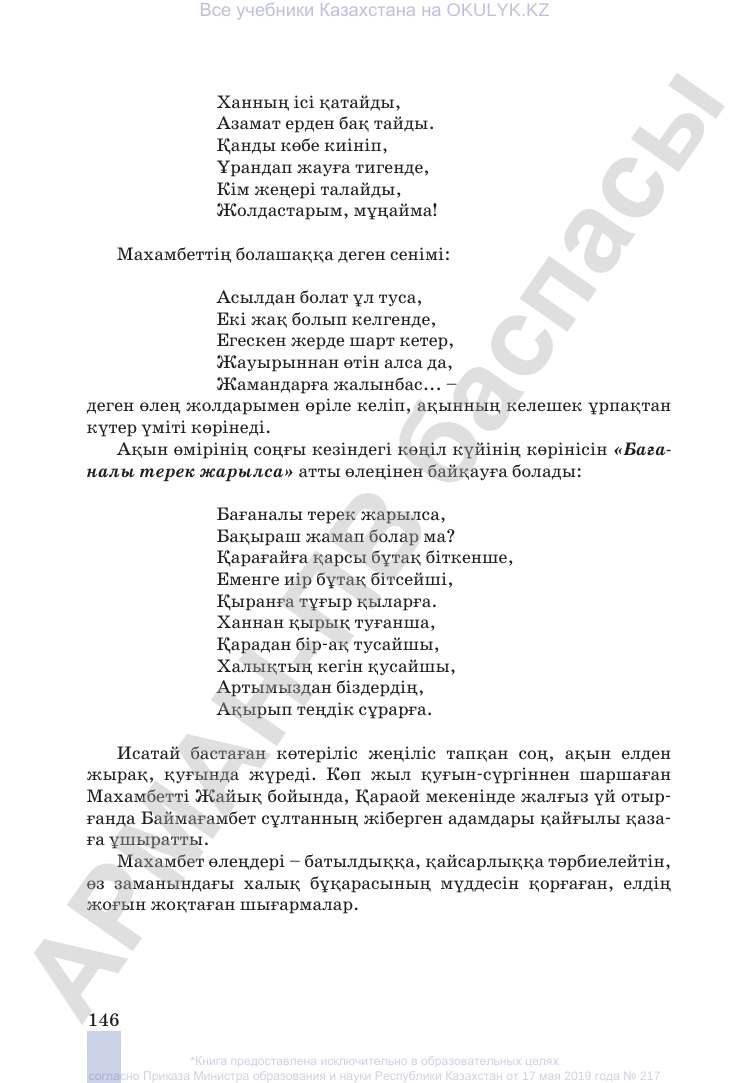 Все учебники Казахстана на OKULYK.KZ
Ханның ісі қатайды,
Азамат ерден бақ тайды.
Қанды көбе киініп,
Ұрандап жауға тигенде,
Кім жеңері талайды,
Жолдастарым, мұңайма!
Махамбеттің болашаққа деген сенімі:
Асылдан болат ұл туса,
Екі жақ болып келгенде,
Егескен жерде шарт кетер,
Жауырыннан өтін алса да,
Жамандарға жалынбас... –
деген өлең жолдарымен өріле келіп, ақынның келешек ұрпақтан
күтер үміті көрінеді.
Ақын өмірінің соңғы кезіндегі көңіл күйінің көрінісін «Баға-
налы терек жарылса» атты өлеңінен байқауға болады:
Бағаналы терек жарылса,
Бақыраш жамап болар ма?
Қарағайға қарсы бұтақ біткенше,
Еменге иір бұтақ бітсейші,
Қыранға тұғыр қыларға.
Ханнан қырық туғанша,
Қарадан бір-ақ тусайшы,
Халықтың кегін қусайшы,
Артымыздан біздердің,
Ақырып теңдік сұрарға.
Исатай бастаған көтеріліс жеңіліс тапқан соң, ақын елден
жырақ, қуғында жүреді. Көп жыл қуғын-сүргіннен шаршаған
Махамбетті Жайық бойында, Қараой мекенінде жалғыз үй отыр-
ғанда Баймағамбет сұлтанның жіберген адамдары қайғылы қаза-
ға ұшыратты.
Махамбет өлеңдері – батылдыққа, қайсарлыққа тәрбиелейтін,
өз заманындағы халық бұқарасының мүддесін қорғаған, елдің
жоғын жоқтаған шығармалар.
АРМАН-ПВ баспасы
146
*Книга предоставлена исключительно в образовательных целях
согласно Приказа Министра образования и науки Республики Казахстан от 17 мая 2019 года № 217